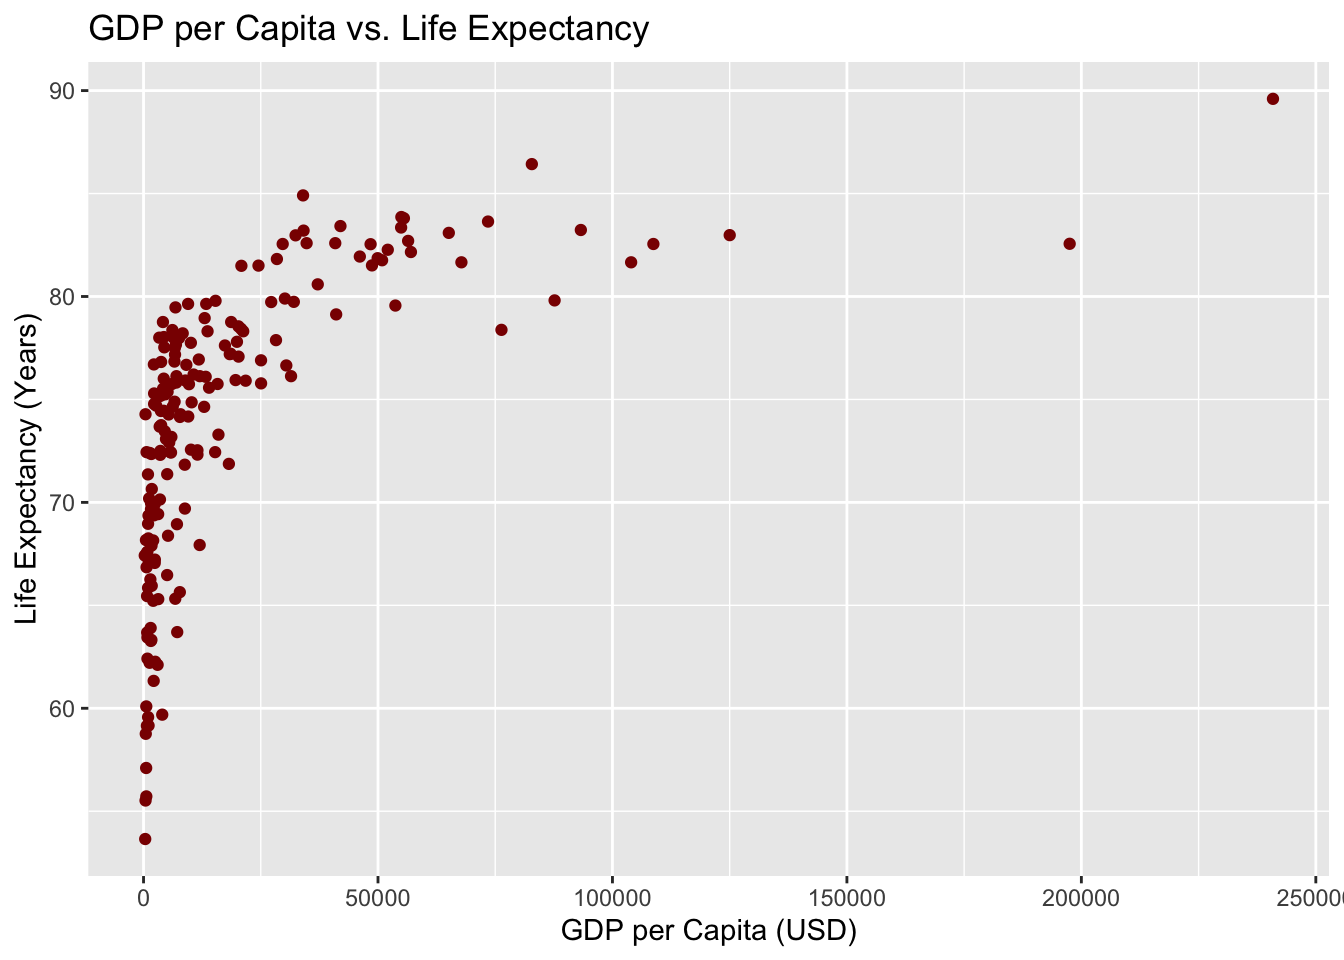 GDP per Capita vs. Life Expectancy
90
80
70
60
Life Expectancy (Years)
0 50000 100000 150000 200000 250000
GDP per Capita (USD)